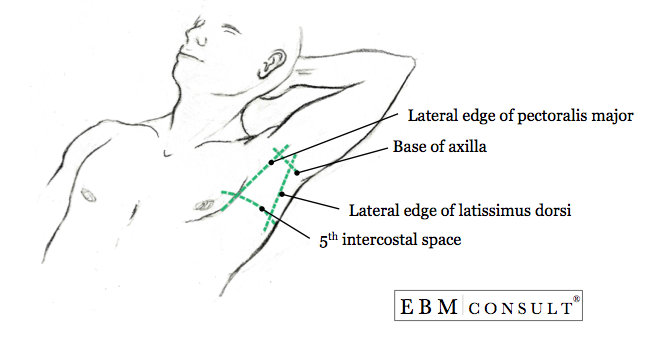 Lateral edge of pectoralis major
Base of axilla
Lateral edge of latissimus dorsi
5th intercostal space
EBM CONSULT®